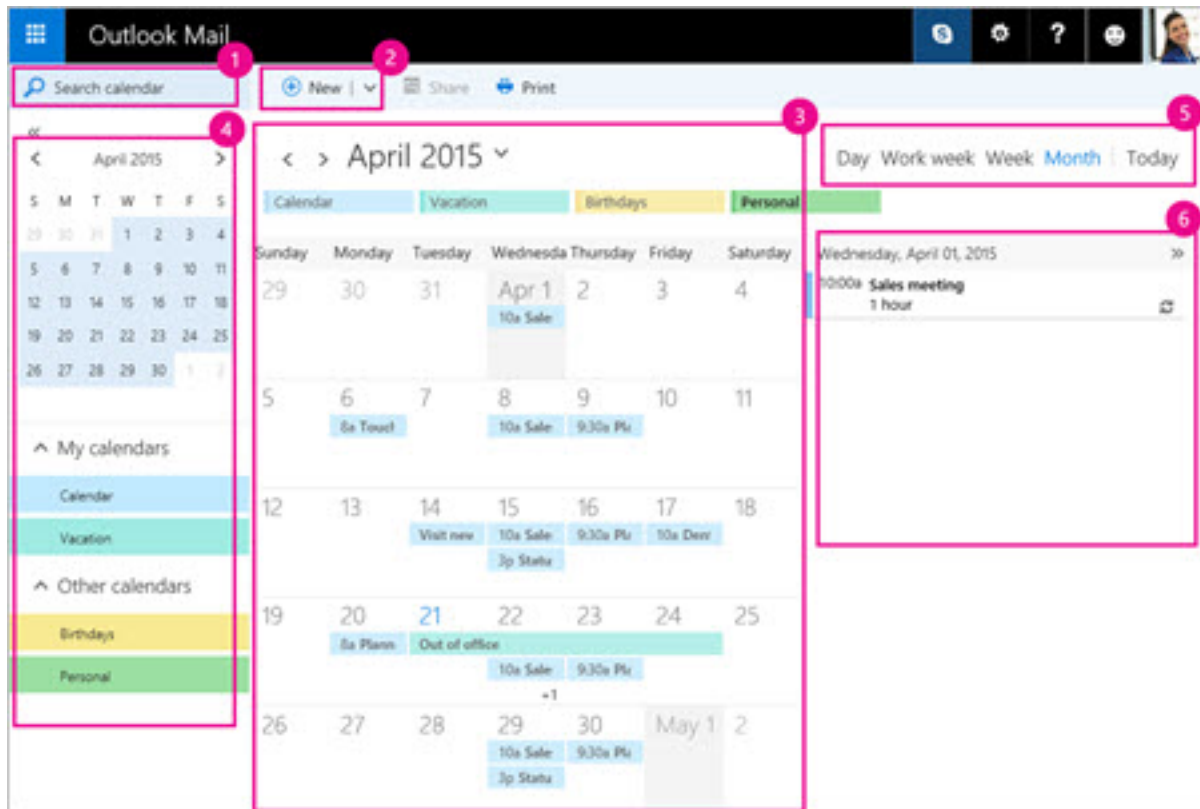 Outlook Mail
?
1
2
Search calendar
New
Share
Print
4
3
5
April 2015
S M T W T F S
29 30 31 1 2 3 4
5 6 7 8 9 10 11
12 13 14 15 16 17 18
19 20 21 22 23 24 25
26 27 28 29 30 1 2
My calendars
Calendar
Vacation
Other calendars
Birthdays
Personal
April 2015
Calendar Vacation Birthdays Personal
Sunday Monday Tuesday Wednesda Thursday Friday Saturday
29 30 31 Apr 1 2 3 4
10a Sale
5 6 7 8 9 10 11
8a Touch 10a Sale 9:30a Pla
12 13 14 15 16 17 18
Visit new 10a Sale 9:30a Pla 10a Dem
3p Statu
19 20 21 22 23 24 25
8a Plann Out of office
10a Sale 9:30a Pla
+1
26 27 28 29 30 May 1 2
10a Sale 9:30a Pla
3p Statu
Day Work week Week Month Today
6
Wednesday, April 01, 2015
10:00a Sales meeting
1 hour